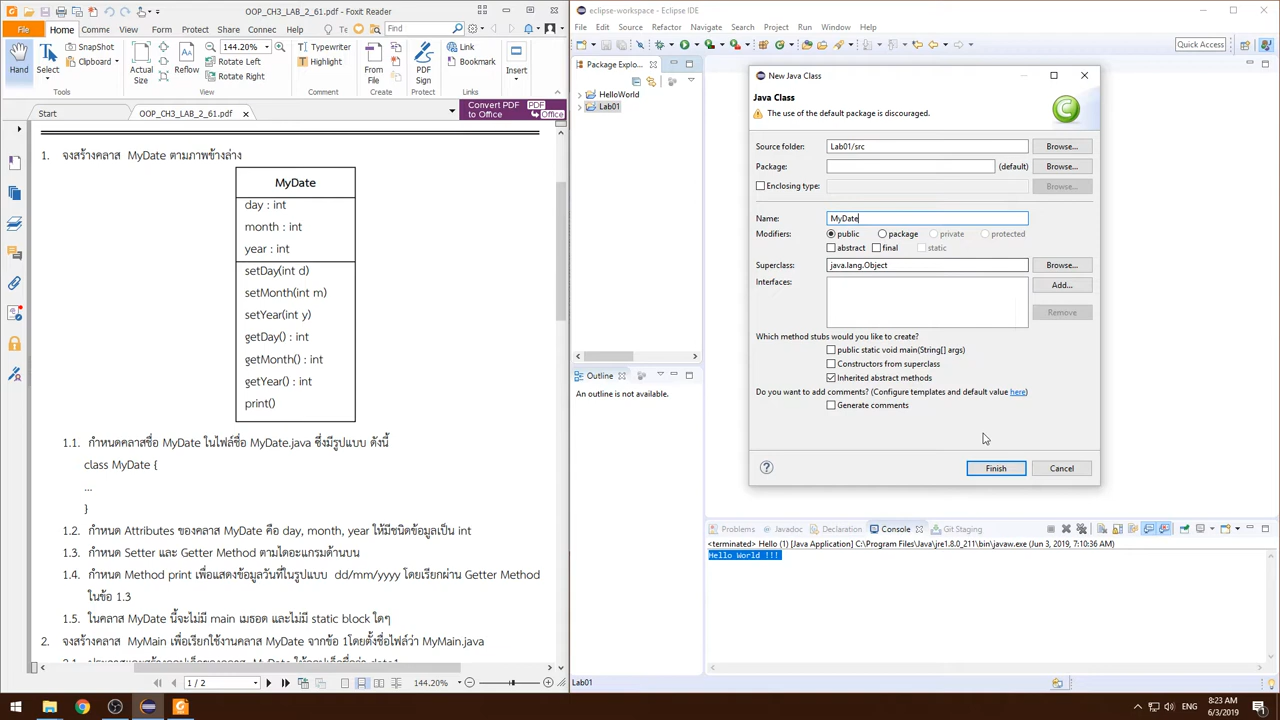 OOP_CH3_LAB_2_61.pdf - Foxit Reader
File Home Comment View Form Protect Share Connect
Find
Hand
Select
SnapShot
Clipboard
Actual Size
Reflow
144.20%
Rotate Left
Rotate Right
Typewriter
Highlight
From File
PDF Sign
Link
Bookmark
Insert
Tools
View
Comment
Create
Protect
Links
Start
OOP_CH3_LAB_2_61.pdf
Convert PDF to Office
PDF
Office
1. จงสร้างคลาส MyDate ตามภาพข้างล่าง
MyDate
day : int
month : int
year : int
setDay(int d)
setMonth(int m)
setYear(int y)
getDay() : int
getMonth() : int
getYear() : int
print()
1.1. กำหนดคลาสชื่อ MyDate ในไฟล์ชื่อ MyDate.java ซึ่งมีรูปแบบ ดังนี้
class MyDate {
...
}
1.2. กำหนด Attributes ของคลาส MyDate คือ day, month, year ให้มีชนิดข้อมูลเป็น int
1.3. กำหนด Setter และ Getter Method ตามไดอะแกรมด้านบน
1.4. กำหนด Method print เพื่อแสดงข้อมูลวันที่ในรูปแบบ dd/mm/yyyy โดยเรียกผ่าน Getter Method
ในข้อ 1.3
1.5. ในคลาส MyDate นี้จะไม่มี main เมธอด และไม่มี static block ใดๆ
2. จงสร้างคลาส MyMain เพื่อเรียกใช้งานคลาส MyDate จากข้อ 1โดยตั้งชื่อไฟล์ว่า MyMain.java
1 / 2
144.20%
eclipse-workspace - Eclipse IDE
File Edit Source Refactor Navigate Search Project Run Window Help
Quick Access
Package Explo...
HelloWorld
Lab01
Outline
An outline is not available.
New Java Class
Java Class
The use of the default package is discouraged.
Source folder: Lab01/src Browse...
Package: (default) Browse...
Enclosing type: Browse...
Name: MyDate
Modifiers: public package private protected
abstract final static
Superclass: java.lang.Object Browse...
Interfaces: Add...
Remove
Which method stubs would you like to create?
public static void main(String[] args)
Constructors from superclass
Inherited abstract methods
Do you want to add comments? (Configure templates and default value here)
Generate comments
Finish Cancel
Problems Javadoc Declaration Console Git Staging
<terminated> Hello (1) [Java Application] C:\Program Files\Java\jre1.8.0_211\bin\javaw.exe (Jun 3, 2019, 7:10:36 AM)
Hello World !!!
Lab01
ENG
8:23 AM
6/3/2019